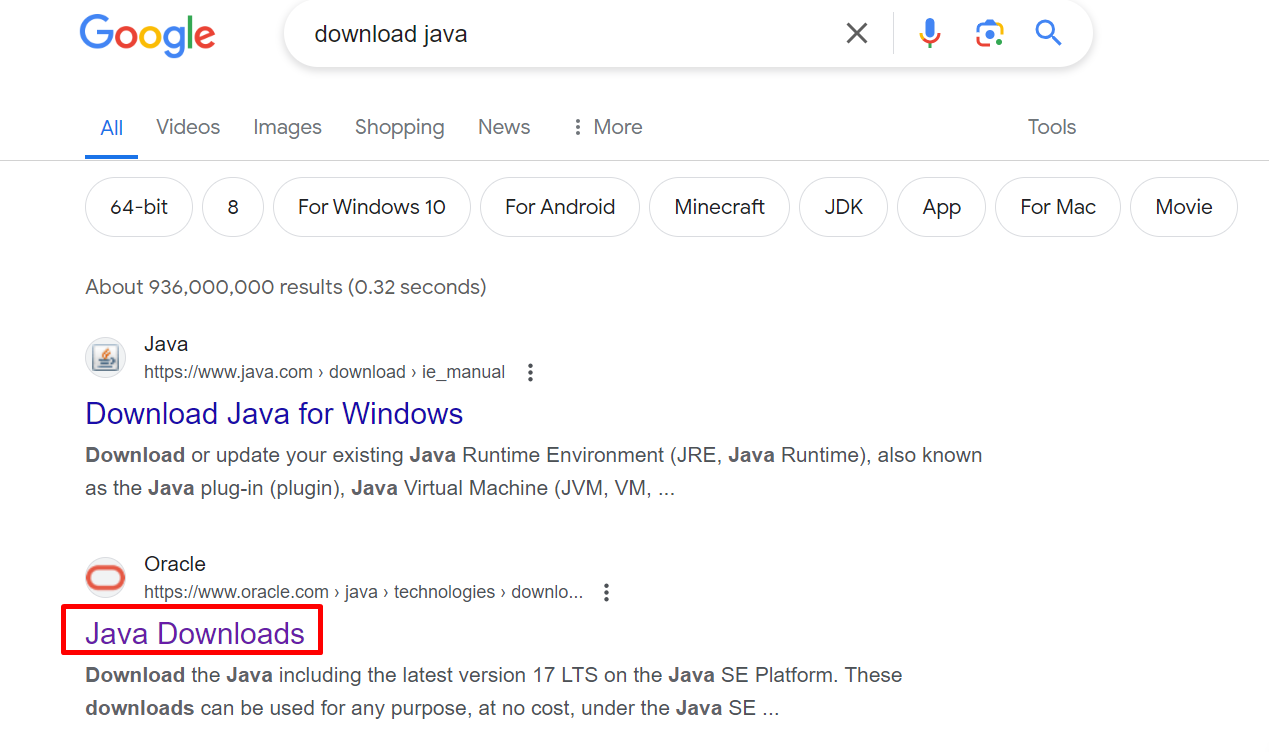 Google
download java
All Videos Images Shopping News More Tools
64-bit 8 For Windows 10 For Android Minecraft JDK App For Mac Movie
About 936,000,000 results (0.32 seconds)
Java
https://www.java.com › download › ie_manual
Download Java for Windows
Download or update your existing Java Runtime Environment (JRE, Java Runtime), also known
as the Java plug-in (plugin), Java Virtual Machine (JVM, VM, ...
Oracle
https://www.oracle.com › java › technologies › downlo...
Java Downloads
Download the Java including the latest version 17 LTS on the Java SE Platform. These
downloads can be used for any purpose, at no cost, under the Java SE ...